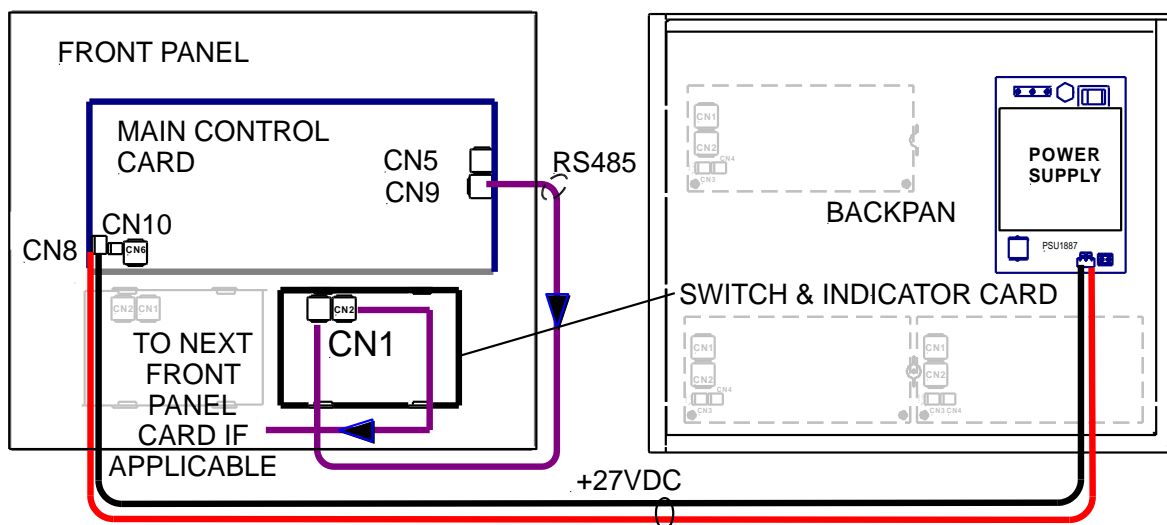 FRONT PANEL
MAIN CONTROL
CARD
CN5
CN9
RS485
CN10
CN8
CN6
CN2 CN1
CN2
CN1
TO NEXT
FRONT
PANEL
CARD IF
APPLICABLE
SWITCH & INDICATOR CARD
+27VDC
BACKPAN
CN1
CN2
CN4
CN3
POWER
SUPPLY
PSU1887
CN1
CN2
CN4
CN3
CN1
CN2
CN3 CN4